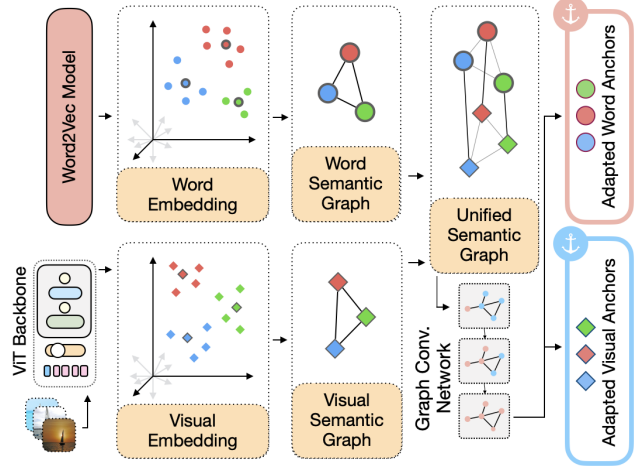 Word2Vec Model
Word
Embedding
Word
Semantic
Graph
Unified
Semantic
Graph
Adapted Word Anchors
ViT Backbone
Visual
Embedding
Visual
Semantic
Graph
Graph Conv.
Network
Adapted Visual Anchors